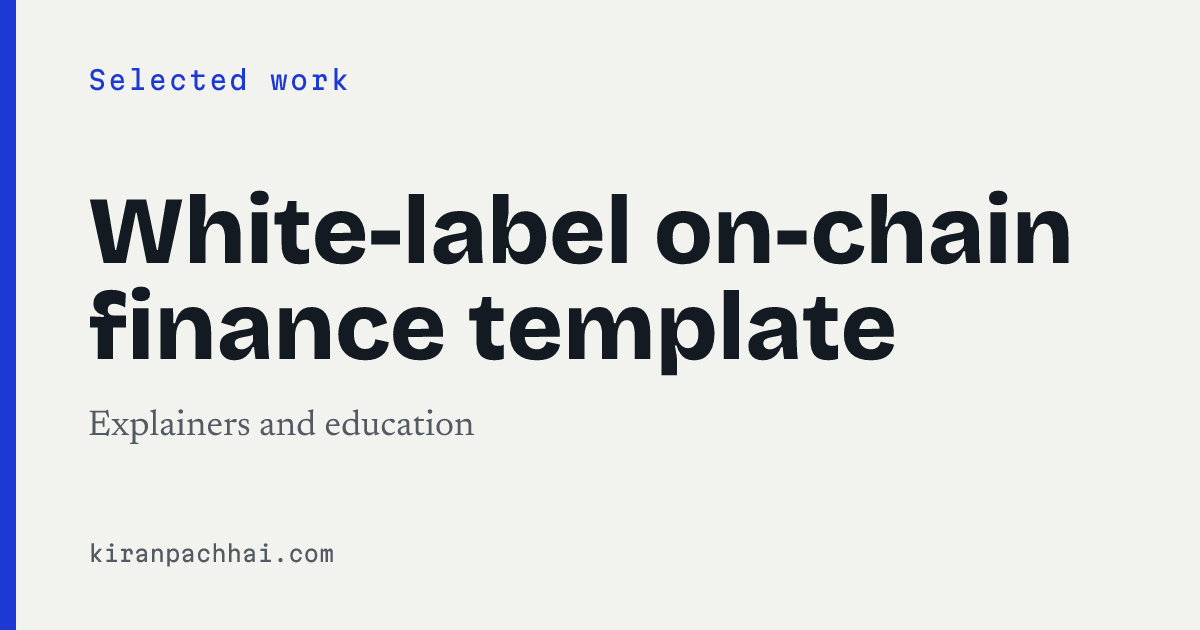 Selected work
White-label on-chain
finance template
Explainers and education
kiranpachhai.com